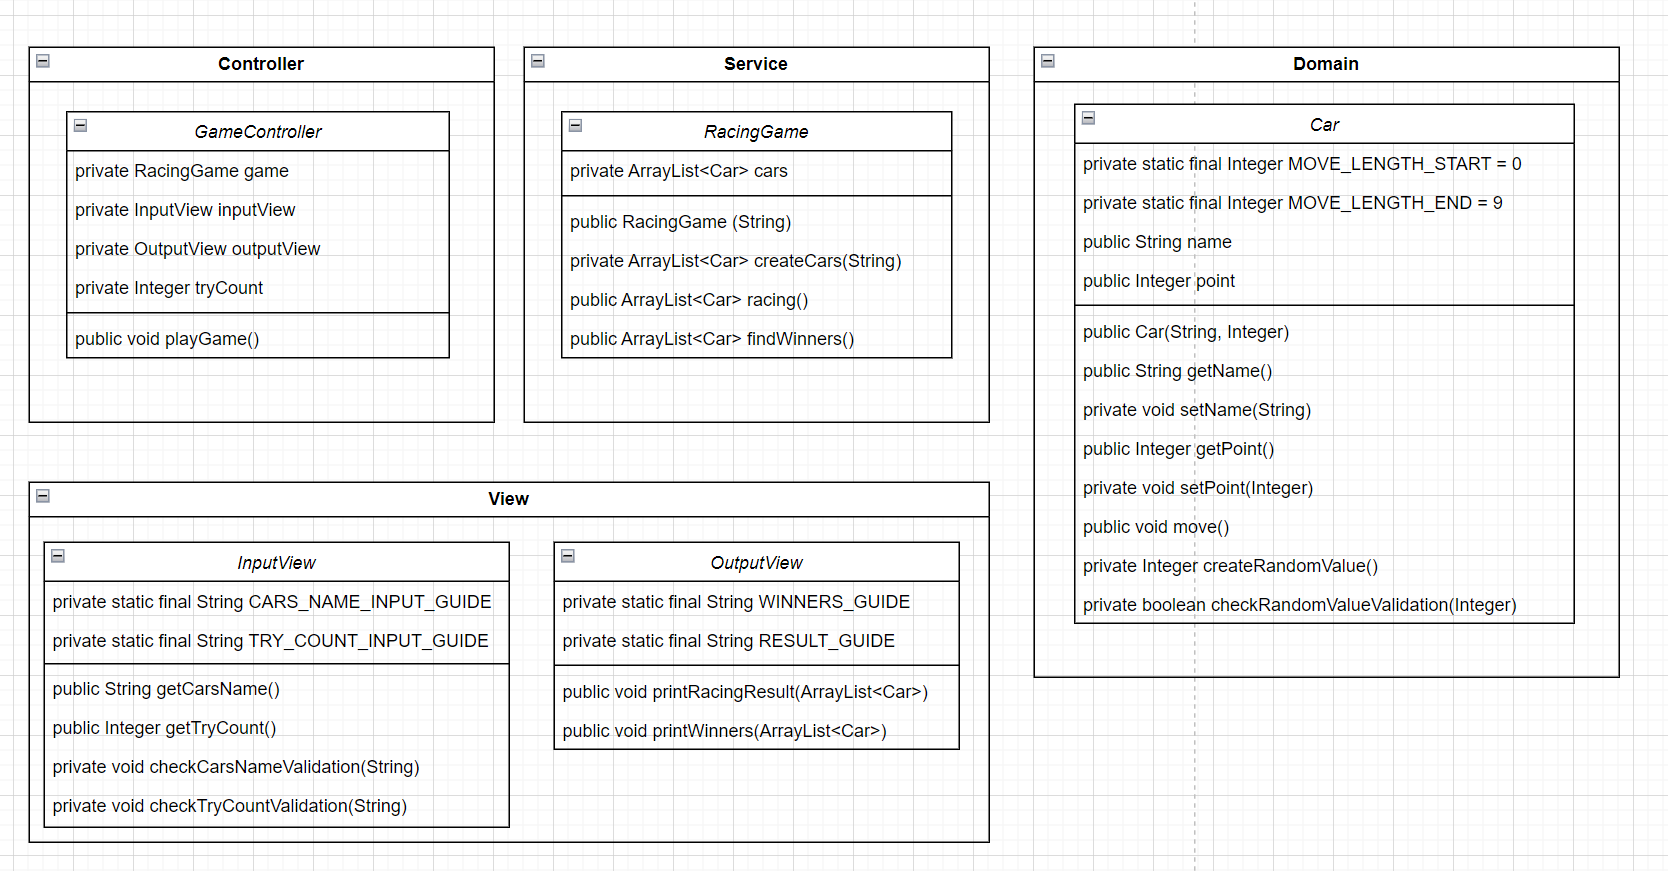 Controller
GameController
private RacingGame game
private InputView inputView
private OutputView outputView
private Integer tryCount
public void playGame()
Service
RacingGame
private ArrayList<Car> cars
public RacingGame (String)
private ArrayList<Car> createCars(String)
public ArrayList<Car> racing()
public ArrayList<Car> findWinners()
Domain
Car
private static final Integer MOVE_LENGTH_START = 0
private static final Integer MOVE_LENGTH_END = 9
public String name
public Integer point
public Car(String, Integer)
public String getName()
private void setName(String)
public Integer getPoint()
private void setPoint(Integer)
public void move()
private Integer createRandomValue()
private boolean checkRandomValueValidation(Integer)
View
InputView
private static final String CARS_NAME_INPUT_GUIDE
private static final String TRY_COUNT_INPUT_GUIDE
public String getCarsName()
public Integer getTryCount()
private void checkCarsNameValidation(String)
private void checkTryCountValidation(String)
OutputView
private static final String WINNERS_GUIDE
private static final String RESULT_GUIDE
public void printRacingResult(ArrayList<Car>)
public void printWinners(ArrayList<Car>)